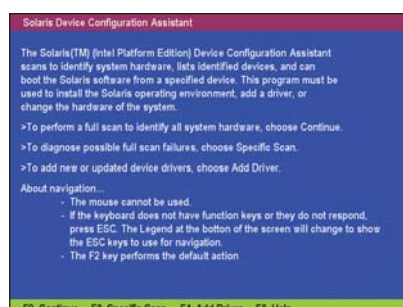 Solaris Device Configuration Assistant
The Solaris(TM) (Intel Platform Edition) Device Configuration Assistant
scans to identify system hardware, lists identified devices, and can
boot the Solaris software from a specified device. This program must be
used to install the Solaris operating environment, add a driver, or
change the hardware of the system.
>To perform a full scan to identify all system hardware, choose Continue.
>To diagnose possible full scan failures, choose Specific Scan.
>To add new or updated device drivers, choose Add Driver.
About navigation...
- The mouse cannot be used.
- If the keyboard does not have function keys or they do not respond,
press ESC. The Legend at the botton of the screen will change to show
the ESC keys to use for navigation.
- The F2 key performs the default action
F2_Continue F3_Specific Scan F4_Add Driver F6_Help